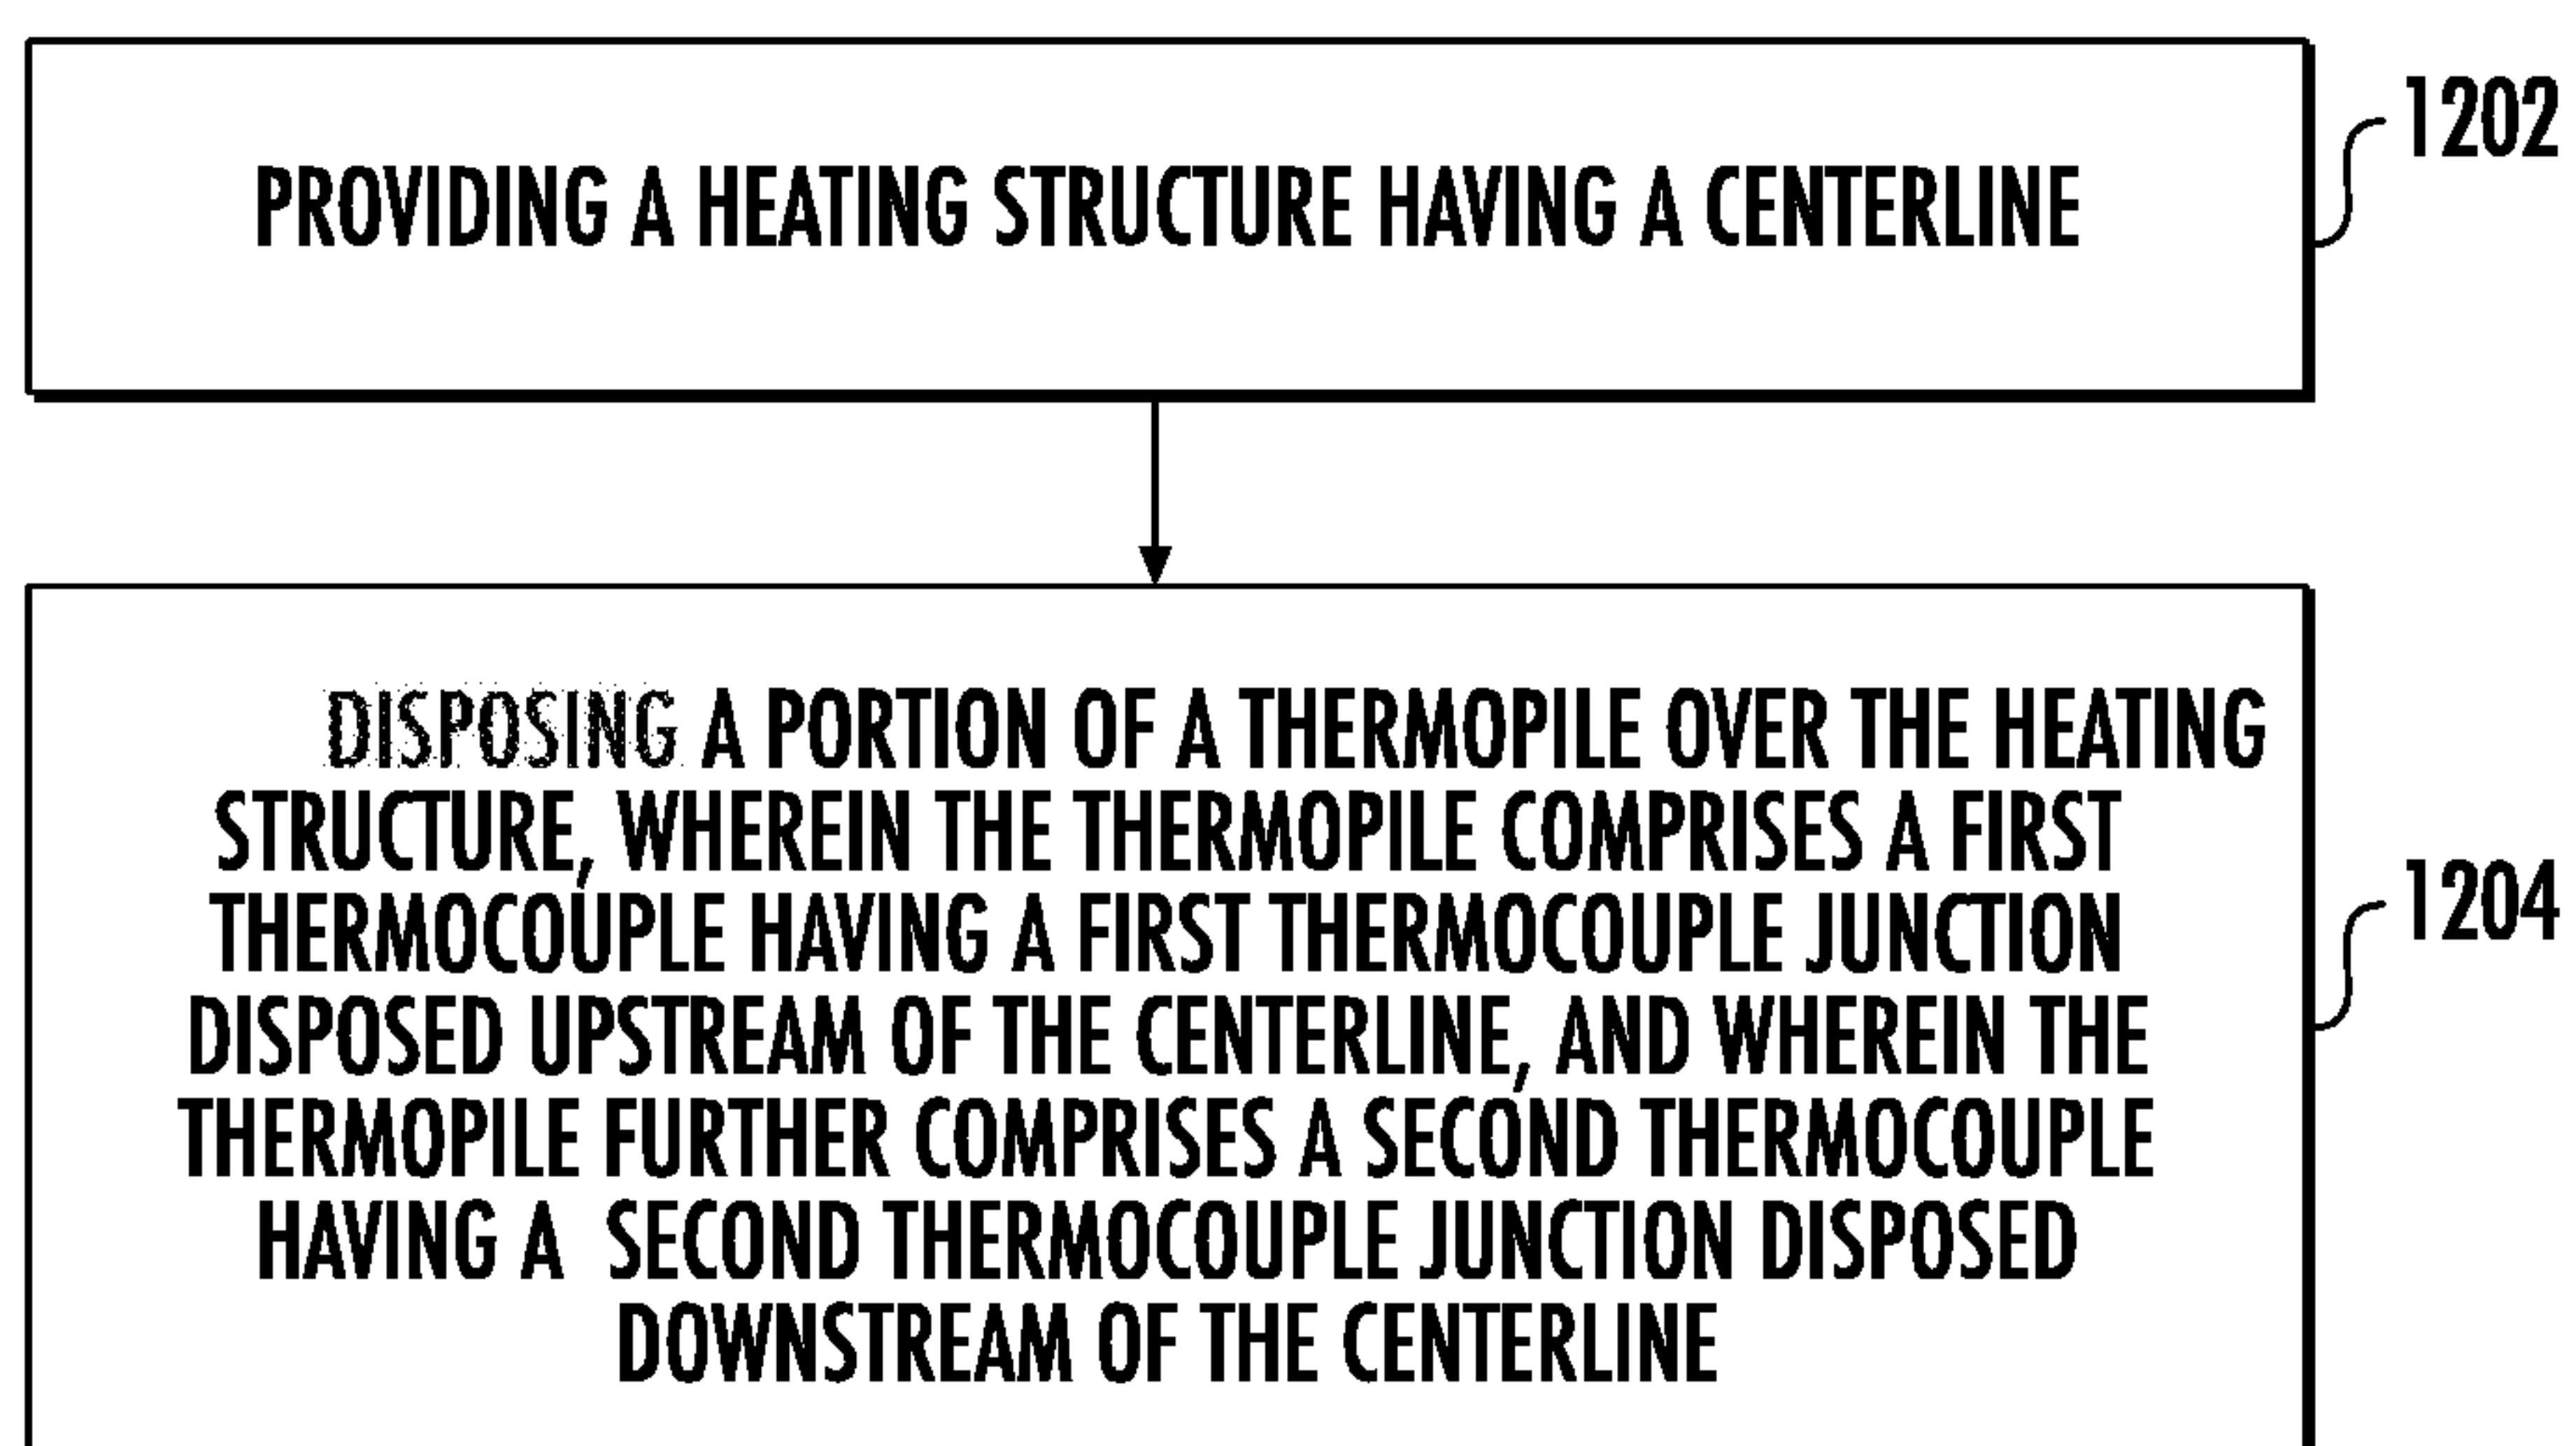 1202
PROVIDING A HEATING STRUCTURE HAVING A CENTERLINE
DISPOSING A PORTION OF A THERMOPILE OVER THE HEATING
STRUCTURE, WHEREIN THE THERMOPILE COMPRISES A FIRST
THERMOCOUPLE HAVING A FIRST THERMOCOUPLE JUNCTION
DISPOSED UPSTREAM OF THE CENTERLINE, AND WHEREIN THE
THERMOPILE FURTHER COMPRISES A SECOND THERMOCOUPLE
HAVING A SECOND THERMOCOUPLE JUNCTION DISPOSED
DOWNSTREAM OF THE CENTERLINE
1204